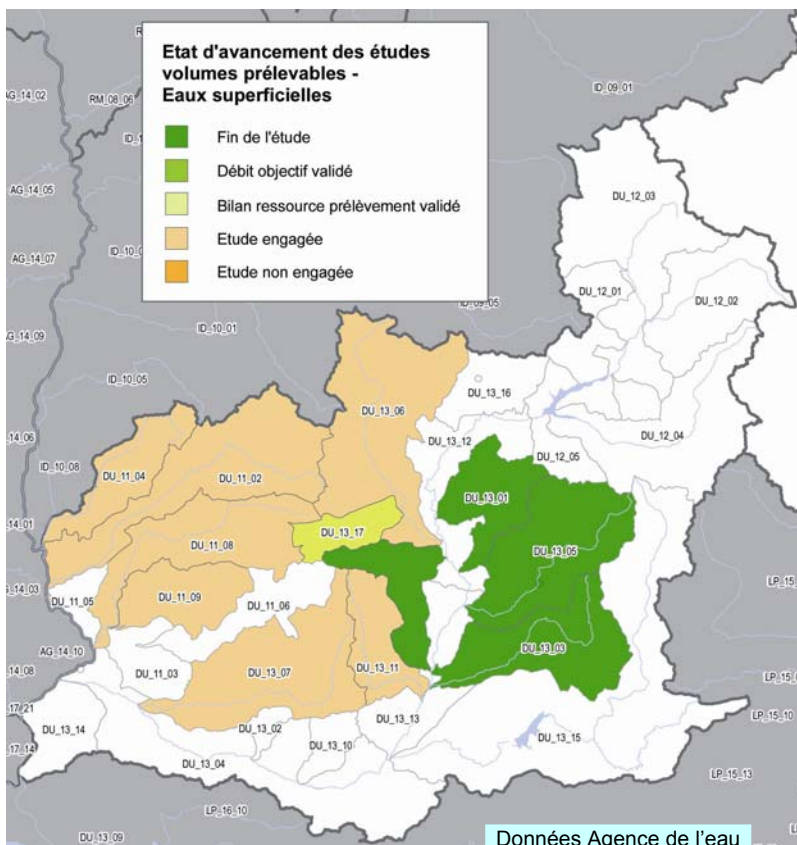 Etat d'avancement des études
volumes prélevables -
Eaux superficielles
Fin de l'étude
Débit objectif validé
Bilan ressource prélèvement validé
Etude engagée
Etude non engagée
AG_14_02
RM_08_06
ID_09_01
AG_14_05
DU_12_03
AG_14_07
DU_12_01
DU_12_02
ID_09_05
AG_14_09
ID_10_01
ID_10_05
DU_13_16
DU_13_06
DU_12_04
DU_13_12
ID_10_08
DU_12_05
DU_11_04
DU_11_02
DU_13_01
DU_13_17
DU_11_08
DU_13_05
DU_11_05
DU_11_09
DU_11_06
AG_14_10
DU_13_03
DU_11_03
DU_13_07
DU_13_11
DU_13_13
LP_15_10
DU_13_14
DU_13_02
DU_13_10
DU_13_15
DU_13_04
LP_15_13
LP_16_10
DU_13_09
Données Agence de l'eau